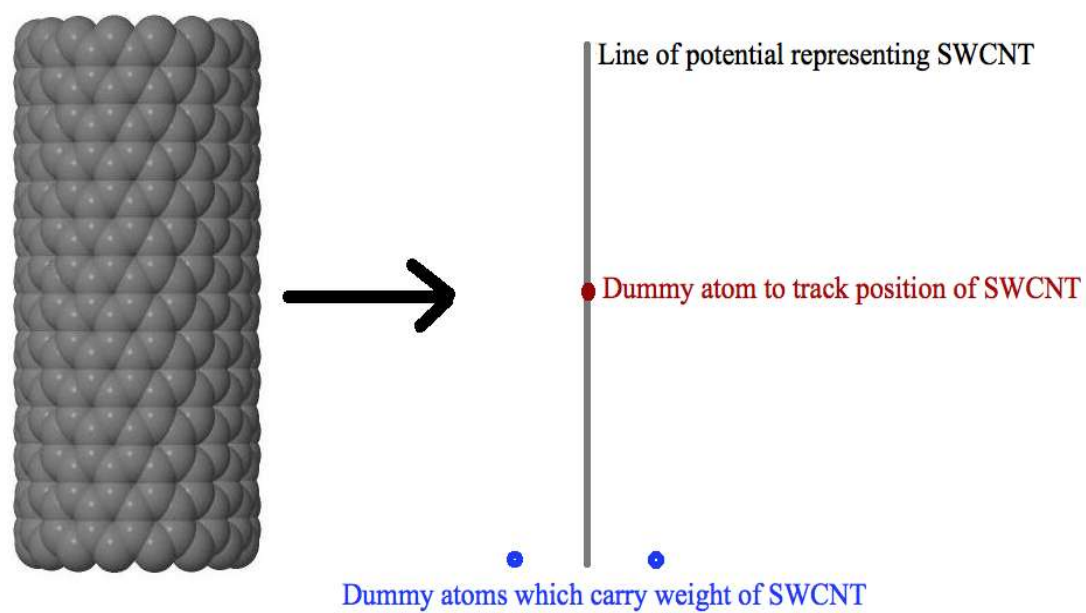 Line of potential representing SWCNT
Dummy atom to track position of SWCNT
Dummy atoms which carry weight of SWCNT